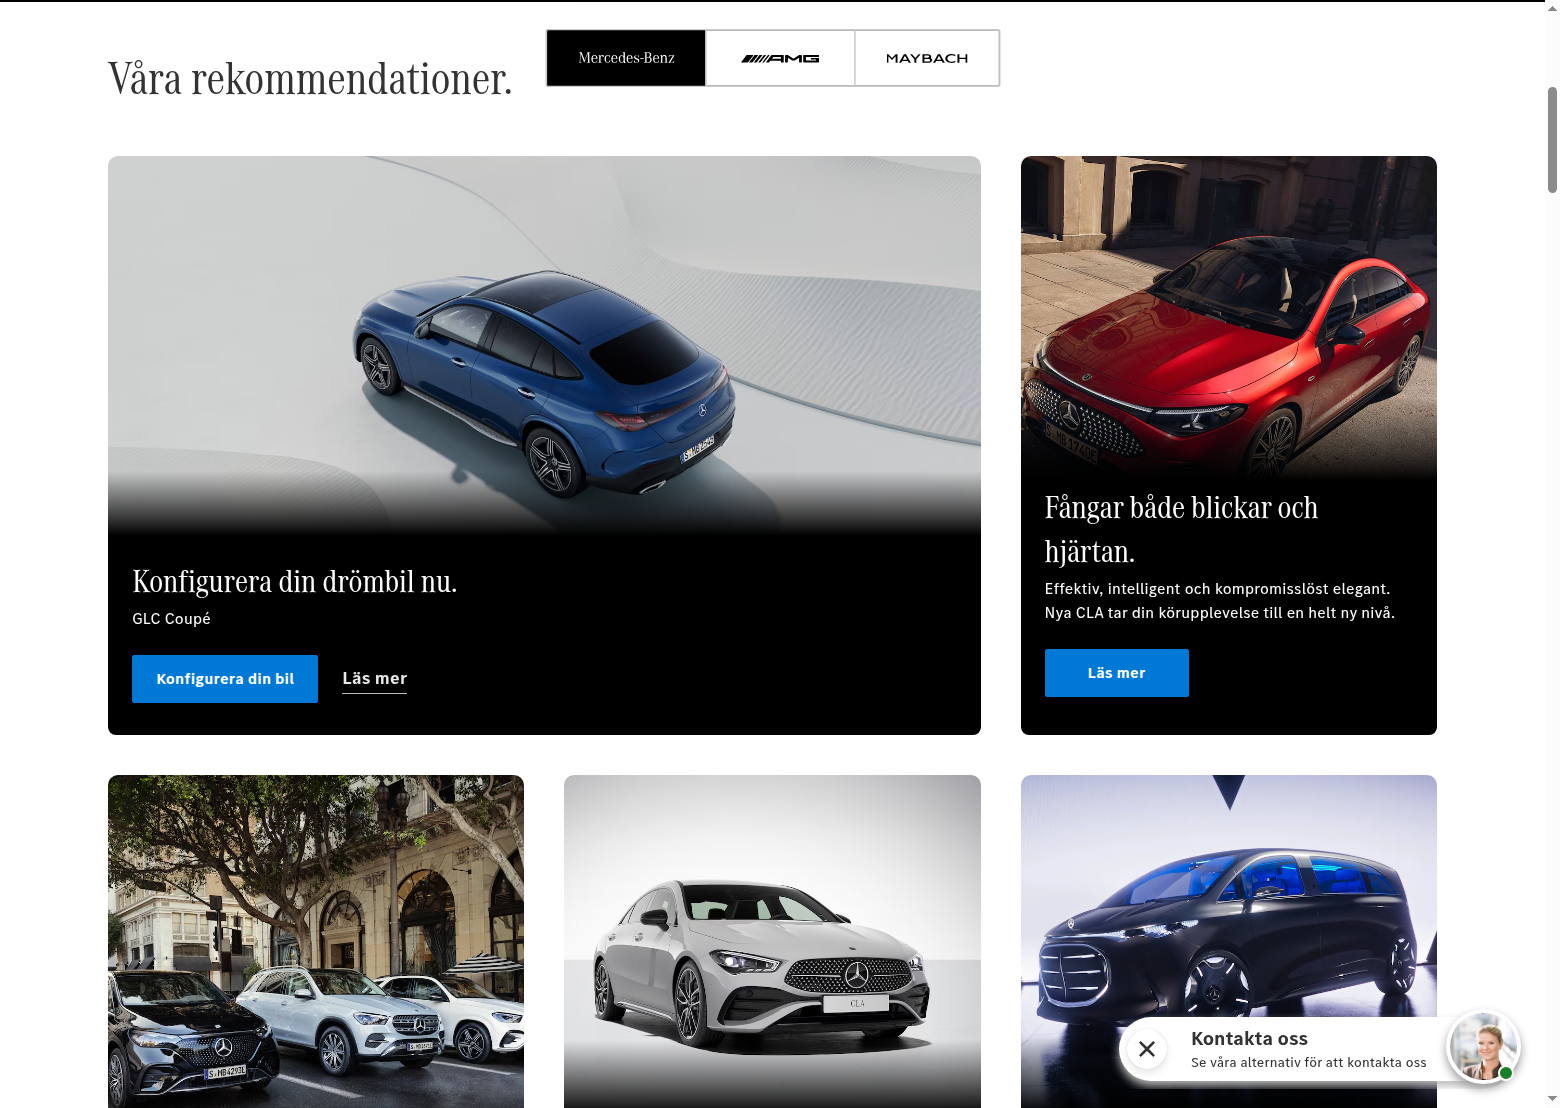 Våra rekommendationer.
Mercedes-Benz
AMG
MAYBACH
Konfigurera din drömbil nu.
GLC Coupé
Konfigurera din bil
Läs mer
Fångar både blickar och
hjärtan.
Effektiv, intelligent och kompromisslöst elegant.
Nya CLA tar din körupplevelse till en helt ny nivå.
Läs mer
CLA
Kontakta oss
Se våra alternativ för att kontakta oss